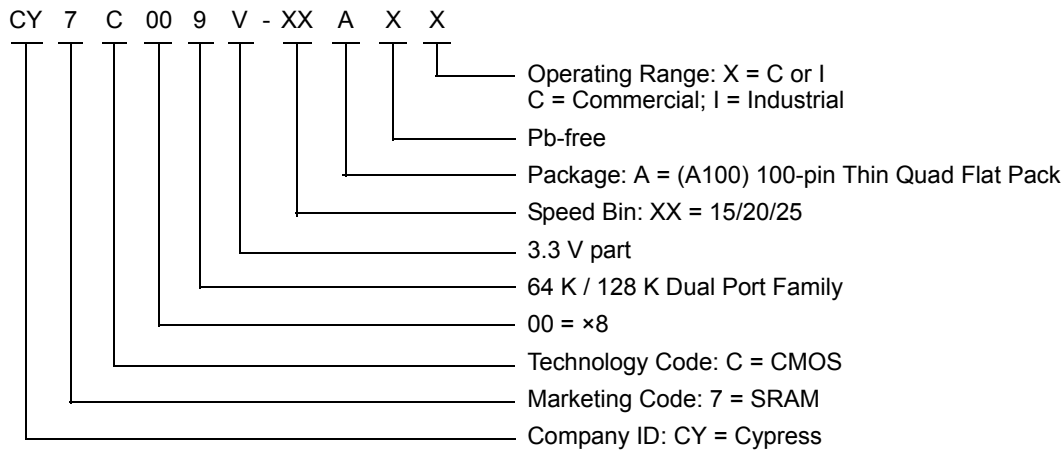 CY 7 C 00 9 V - XX A X X
Operating Range: X = C or I
C = Commercial; I = Industrial
Pb-free
Package: A = (A100) 100-pin Thin Quad Flat Pack
Speed Bin: XX = 15/20/25
3.3 V part
64 K / 128 K Dual Port Family
00 = ×8
Technology Code: C = CMOS
Marketing Code: 7 = SRAM
Company ID: CY = Cypress